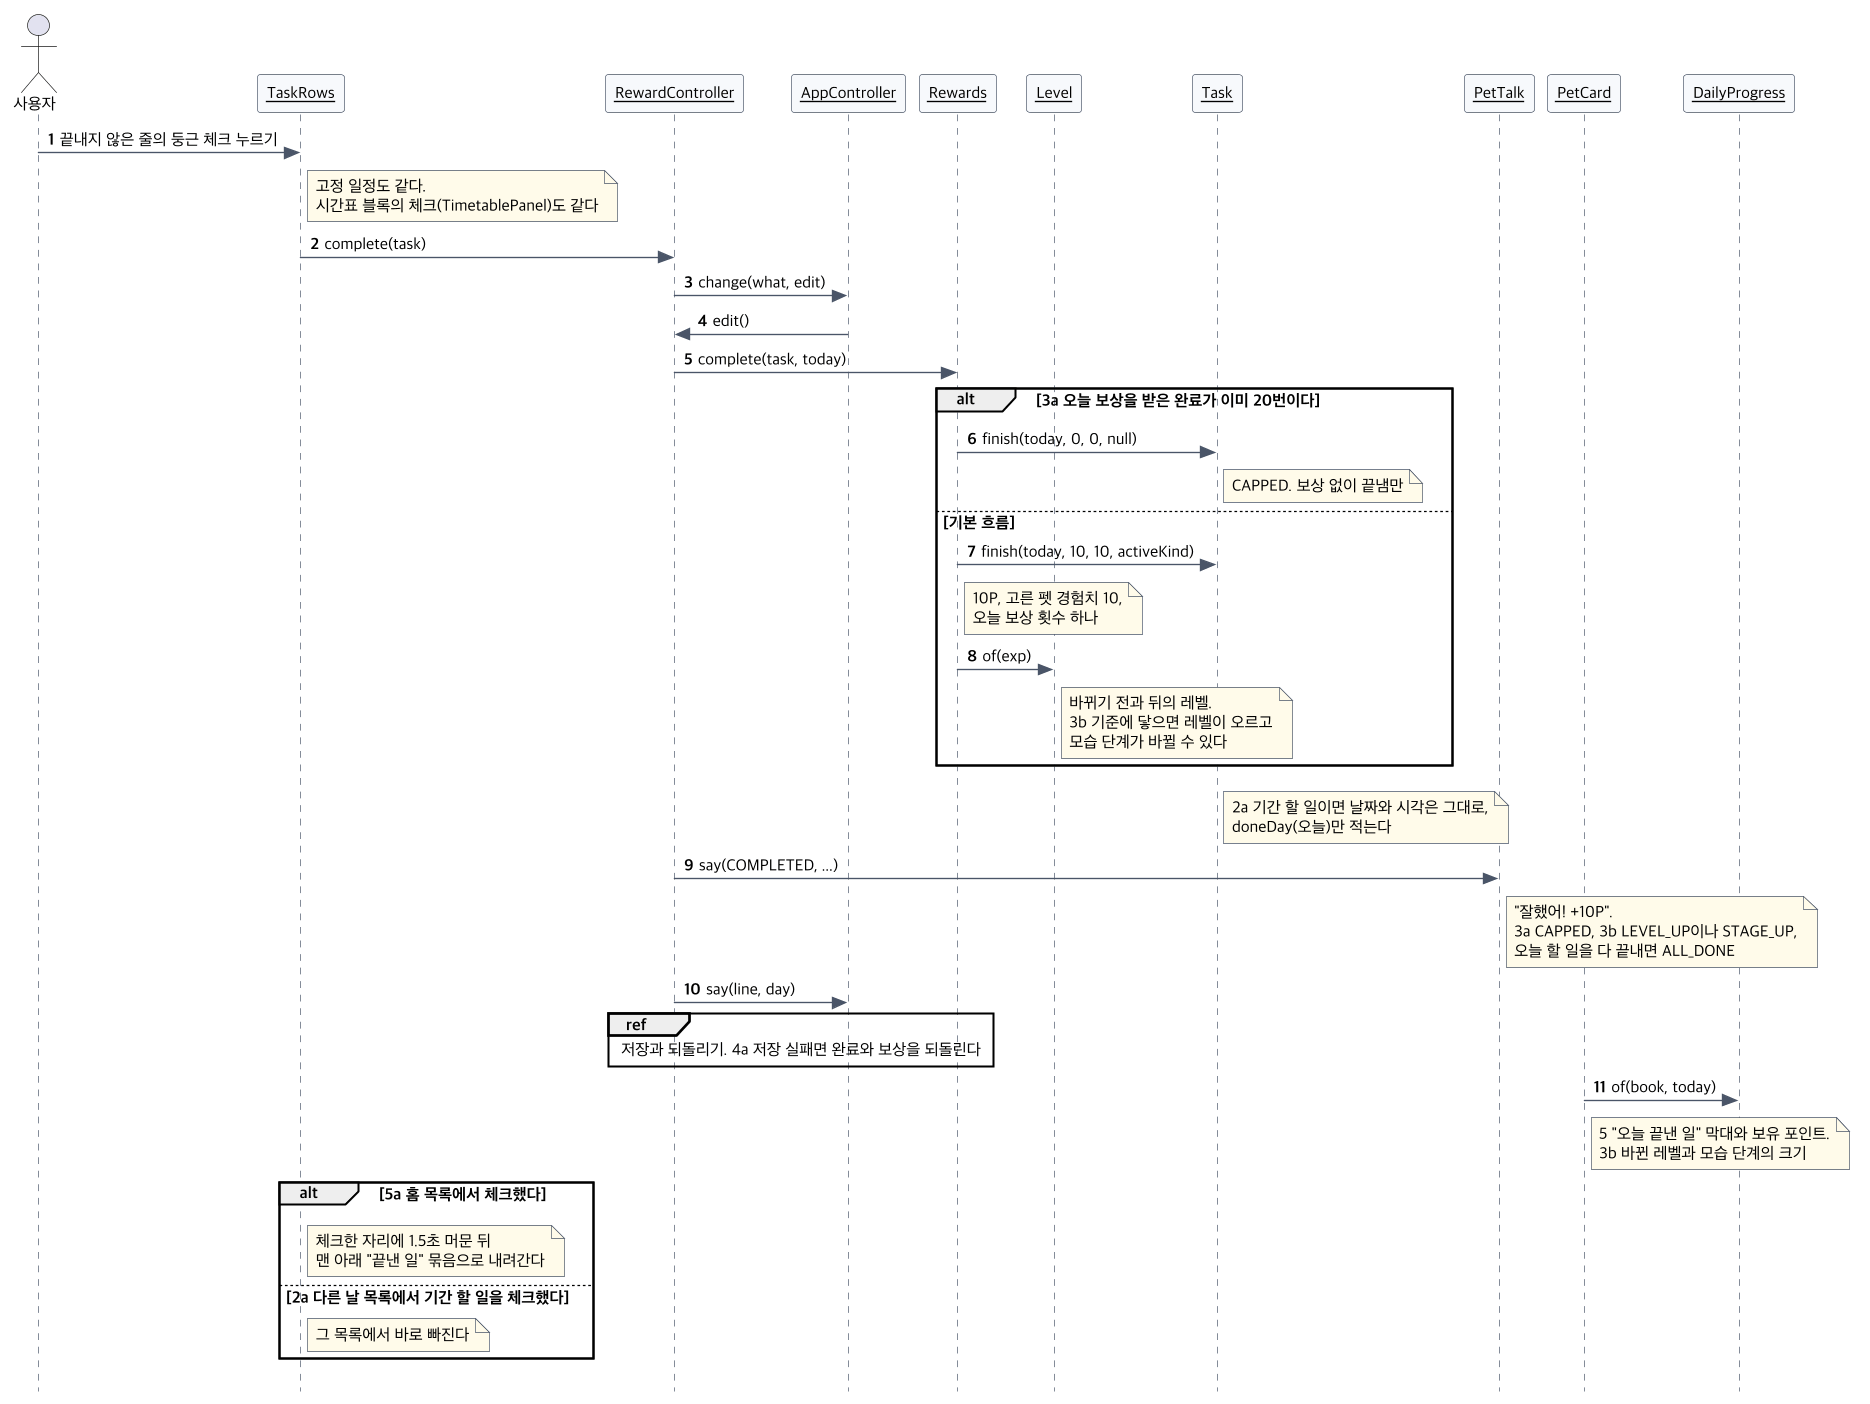 사용자
TaskRows
RewardController
AppController
Rewards
Level
Task
PetTalk
PetCard
DailyProgress
1 끝내지 않은 줄의 둥근 체크 누르기
고정 일정도 같다.
시간표 블록의 체크(TimetablePanel)도 같다
2 complete(task)
3 change(what, edit)
4 edit()
5 complete(task, today)
alt [3a 오늘 보상을 받은 완료가 이미 20번이다]
6 finish(today, 0, 0, null)
CAPPED. 보상 없이 끝냄만
[기본 흐름]
7 finish(today, 10, 10, activeKind)
10P, 고른 펫 경험치 10,
오늘 보상 횟수 하나
8 of(exp)
바뀌기 전과 뒤의 레벨.
3b 기준에 닿으면 레벨이 오르고
모습 단계가 바뀔 수 있다
2a 기간 할 일이면 날짜와 시각은 그대로,
doneDay(오늘)만 적는다
9 say(COMPLETED, ...)
"잘했어! +10P".
3a CAPPED, 3b LEVEL_UP이나 STAGE_UP,
오늘 할 일을 다 끝내면 ALL_DONE
10 say(line, day)
ref
저장과 되돌리기. 4a 저장 실패면 완료와 보상을 되돌린다
11 of(book, today)
5 "오늘 끝낸 일" 막대와 보유 포인트.
3b 바뀐 레벨과 모습 단계의 크기
alt [5a 홈 목록에서 체크했다]
체크한 자리에 1.5초 머문 뒤
맨 아래 "끝낸 일" 묶음으로 내려간다
[2a 다른 날 목록에서 기간 할 일을 체크했다]
그 목록에서 바로 빠진다